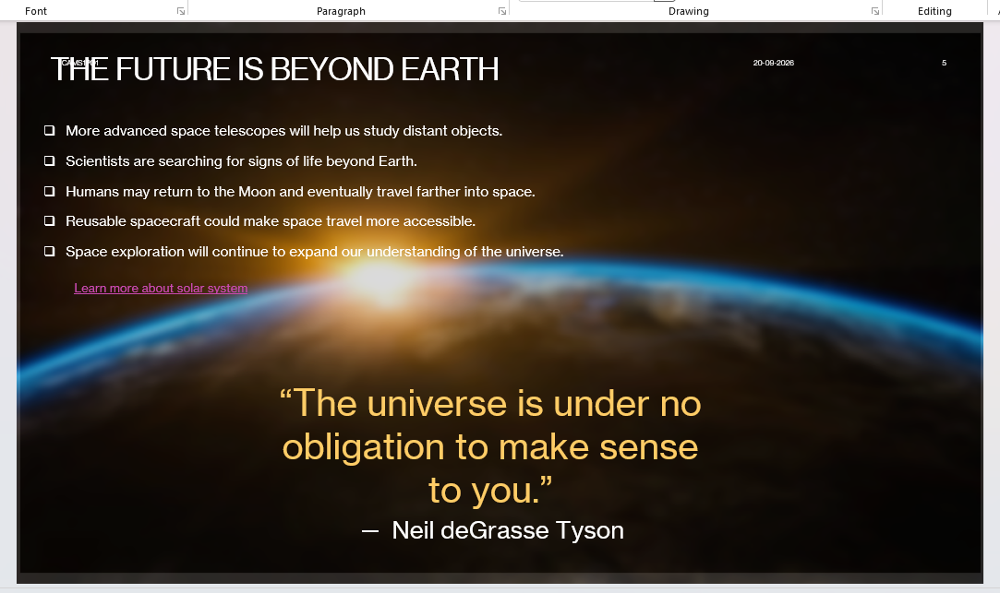 Font
Paragraph
Drawing
Editing
THE FUTURE IS BEYOND EARTH
20-09-2026
5
❑ More advanced space telescopes will help us study distant objects.
❑ Scientists are searching for signs of life beyond Earth.
❑ Humans may return to the Moon and eventually travel farther into space.
❑ Reusable spacecraft could make space travel more accessible.
❑ Space exploration will continue to expand our understanding of the universe.
Learn more about solar system
“The universe is under no
obligation to make sense
to you.”
— Neil deGrasse Tyson